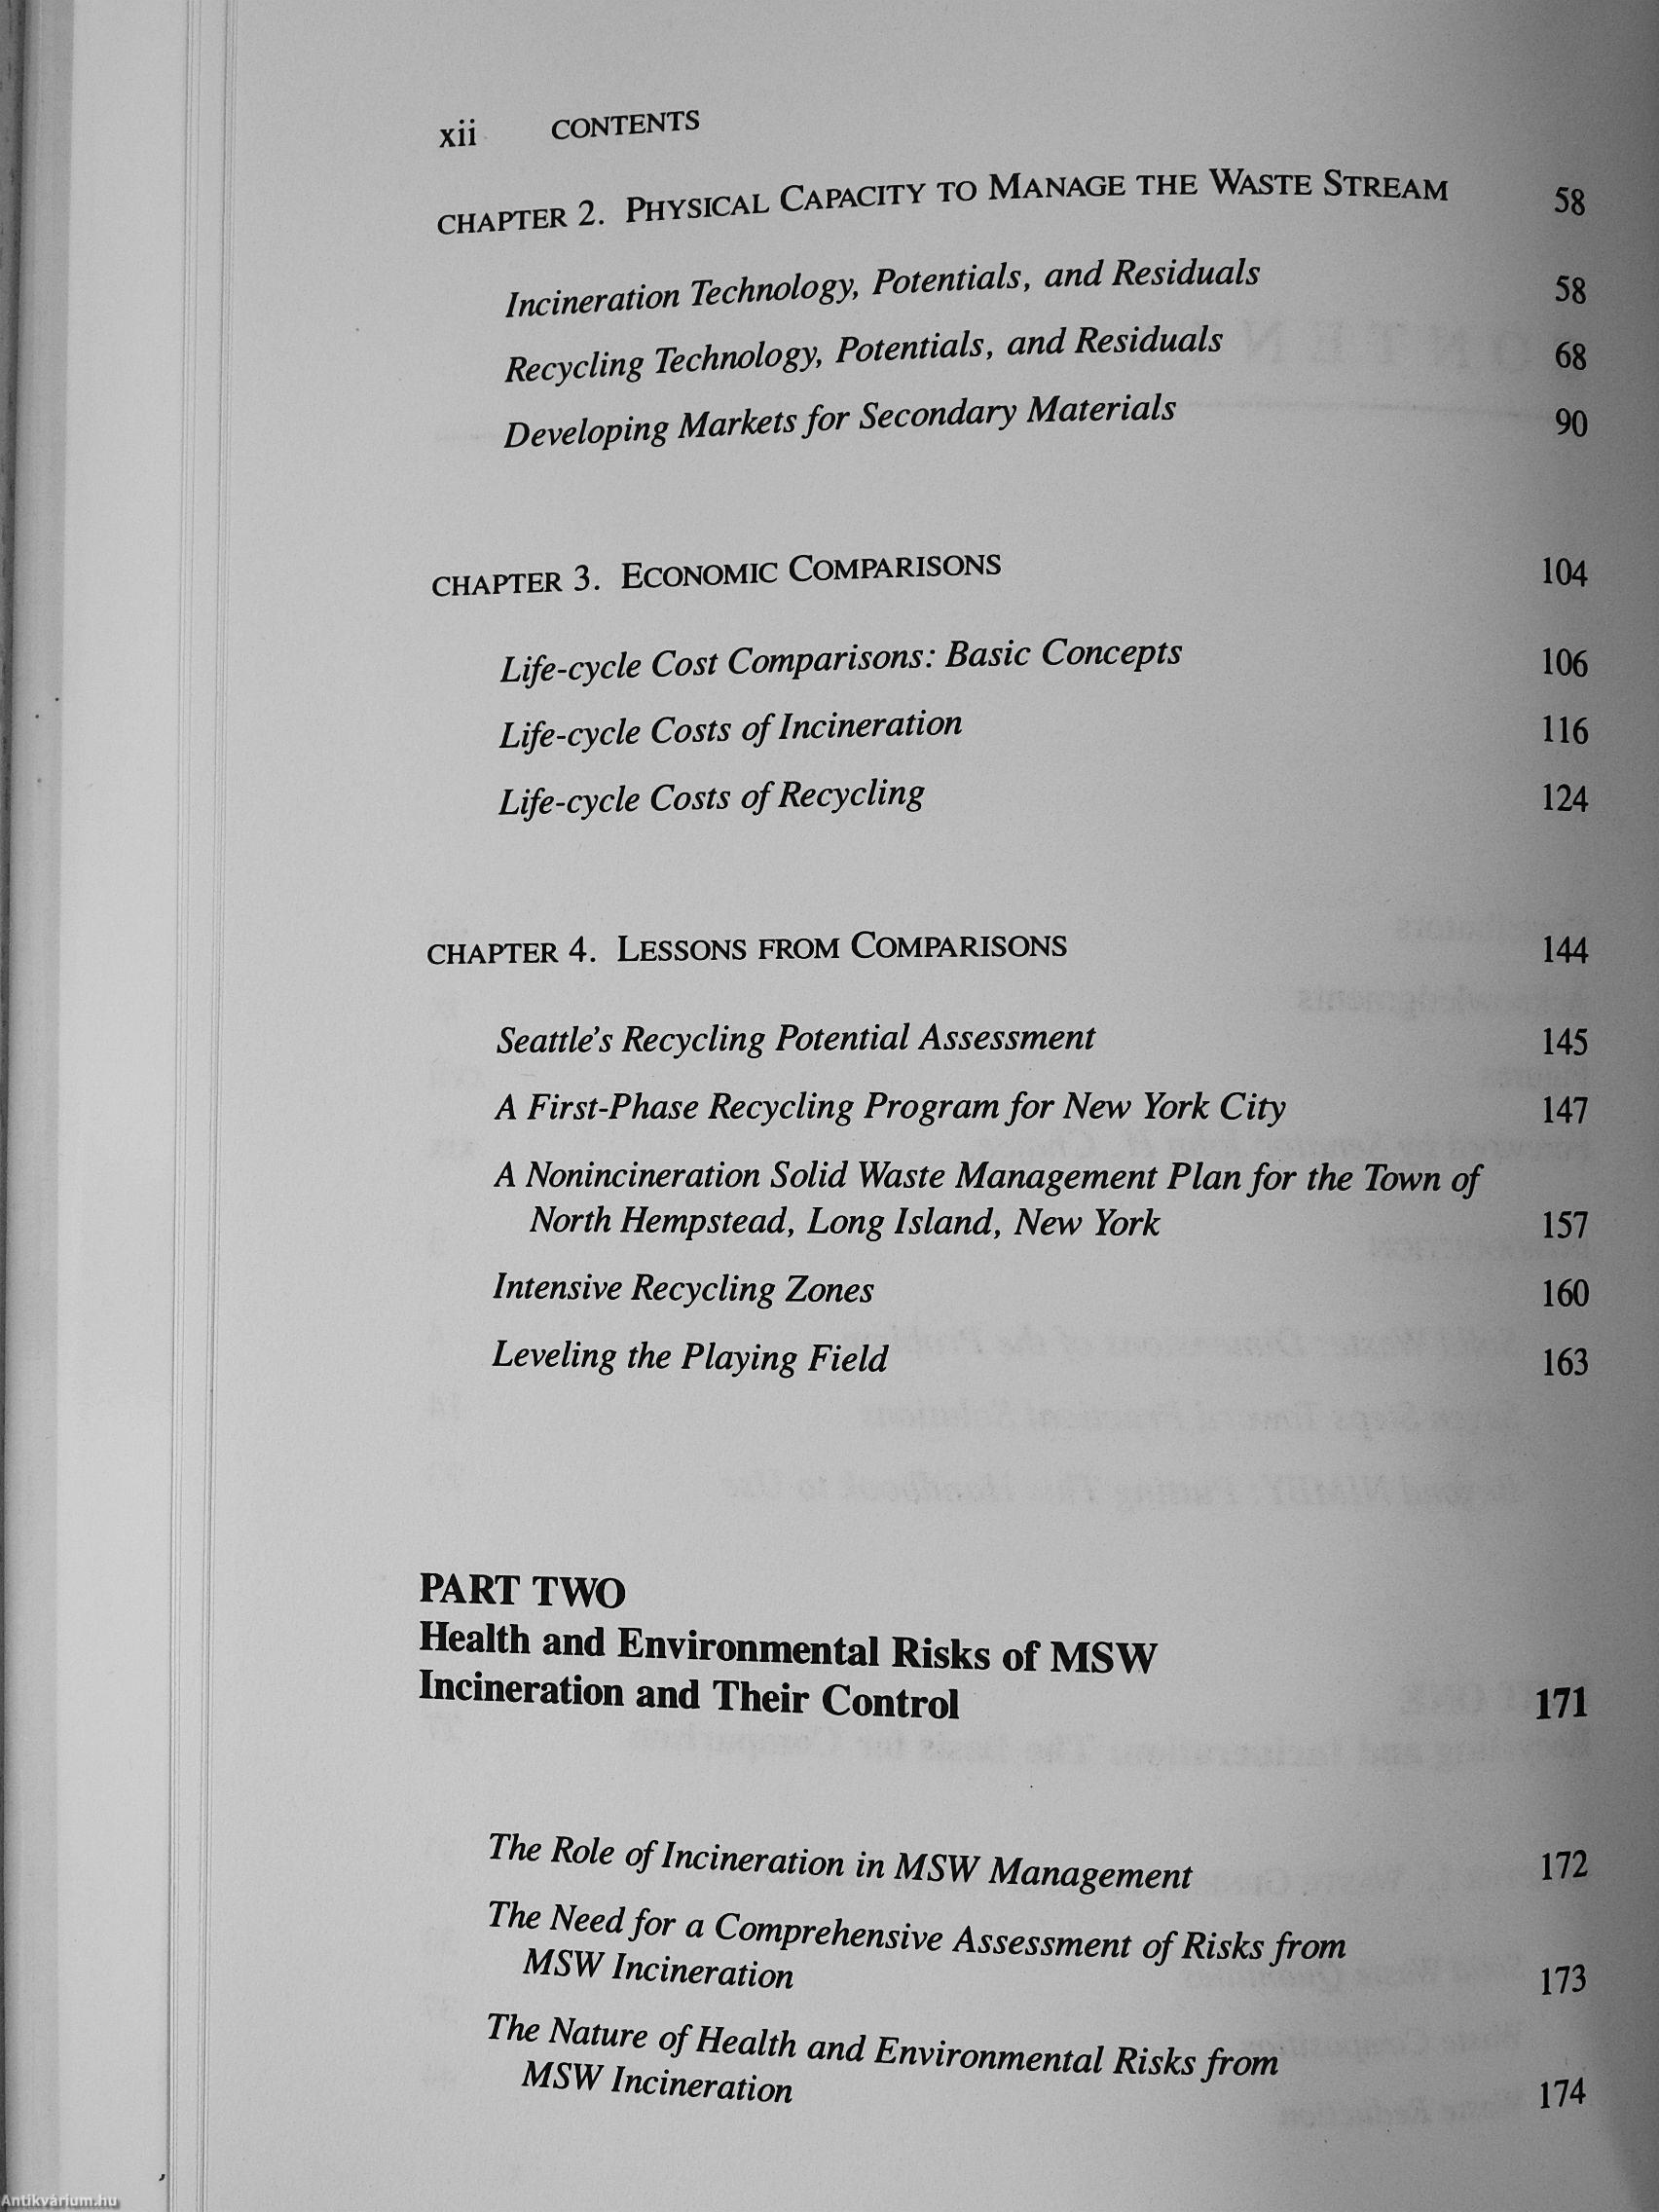 xii CONTENTS
CHAPTER 2. PHYSICAL CAPACITY TO MANAGE THE WASTE STREAM 58
Incineration Technology, Potentials, and Residuals 58
Recycling Technology, Potentials, and Residuals 68
Developing Markets for Secondary Materials 90
CHAPTER 3. ECONOMIC COMPARISONS 104
Life-cycle Cost Comparisons: Basic Concepts 106
Life-cycle Costs of Incineration 116
Life-cycle Costs of Recycling 124
CHAPTER 4. LESSONS FROM COMPARISONS 144
Seattle's Recycling Potential Assessment 145
A First-Phase Recycling Program for New York City 147
A Nonincineration Solid Waste Management Plan for the Town of
North Hempstead, Long Island, New York 157
Intensive Recycling Zones 160
Leveling the Playing Field 163
PART TWO
Health and Environmental Risks of MSW
Incineration and Their Control 171
The Role of Incineration in MSW Management 172
The Need for a Comprehensive Assessment of Risks from
MSW Incineration 173
The Nature of Health and Environmental Risks from
MSW Incineration 174
Antikvárium.hu